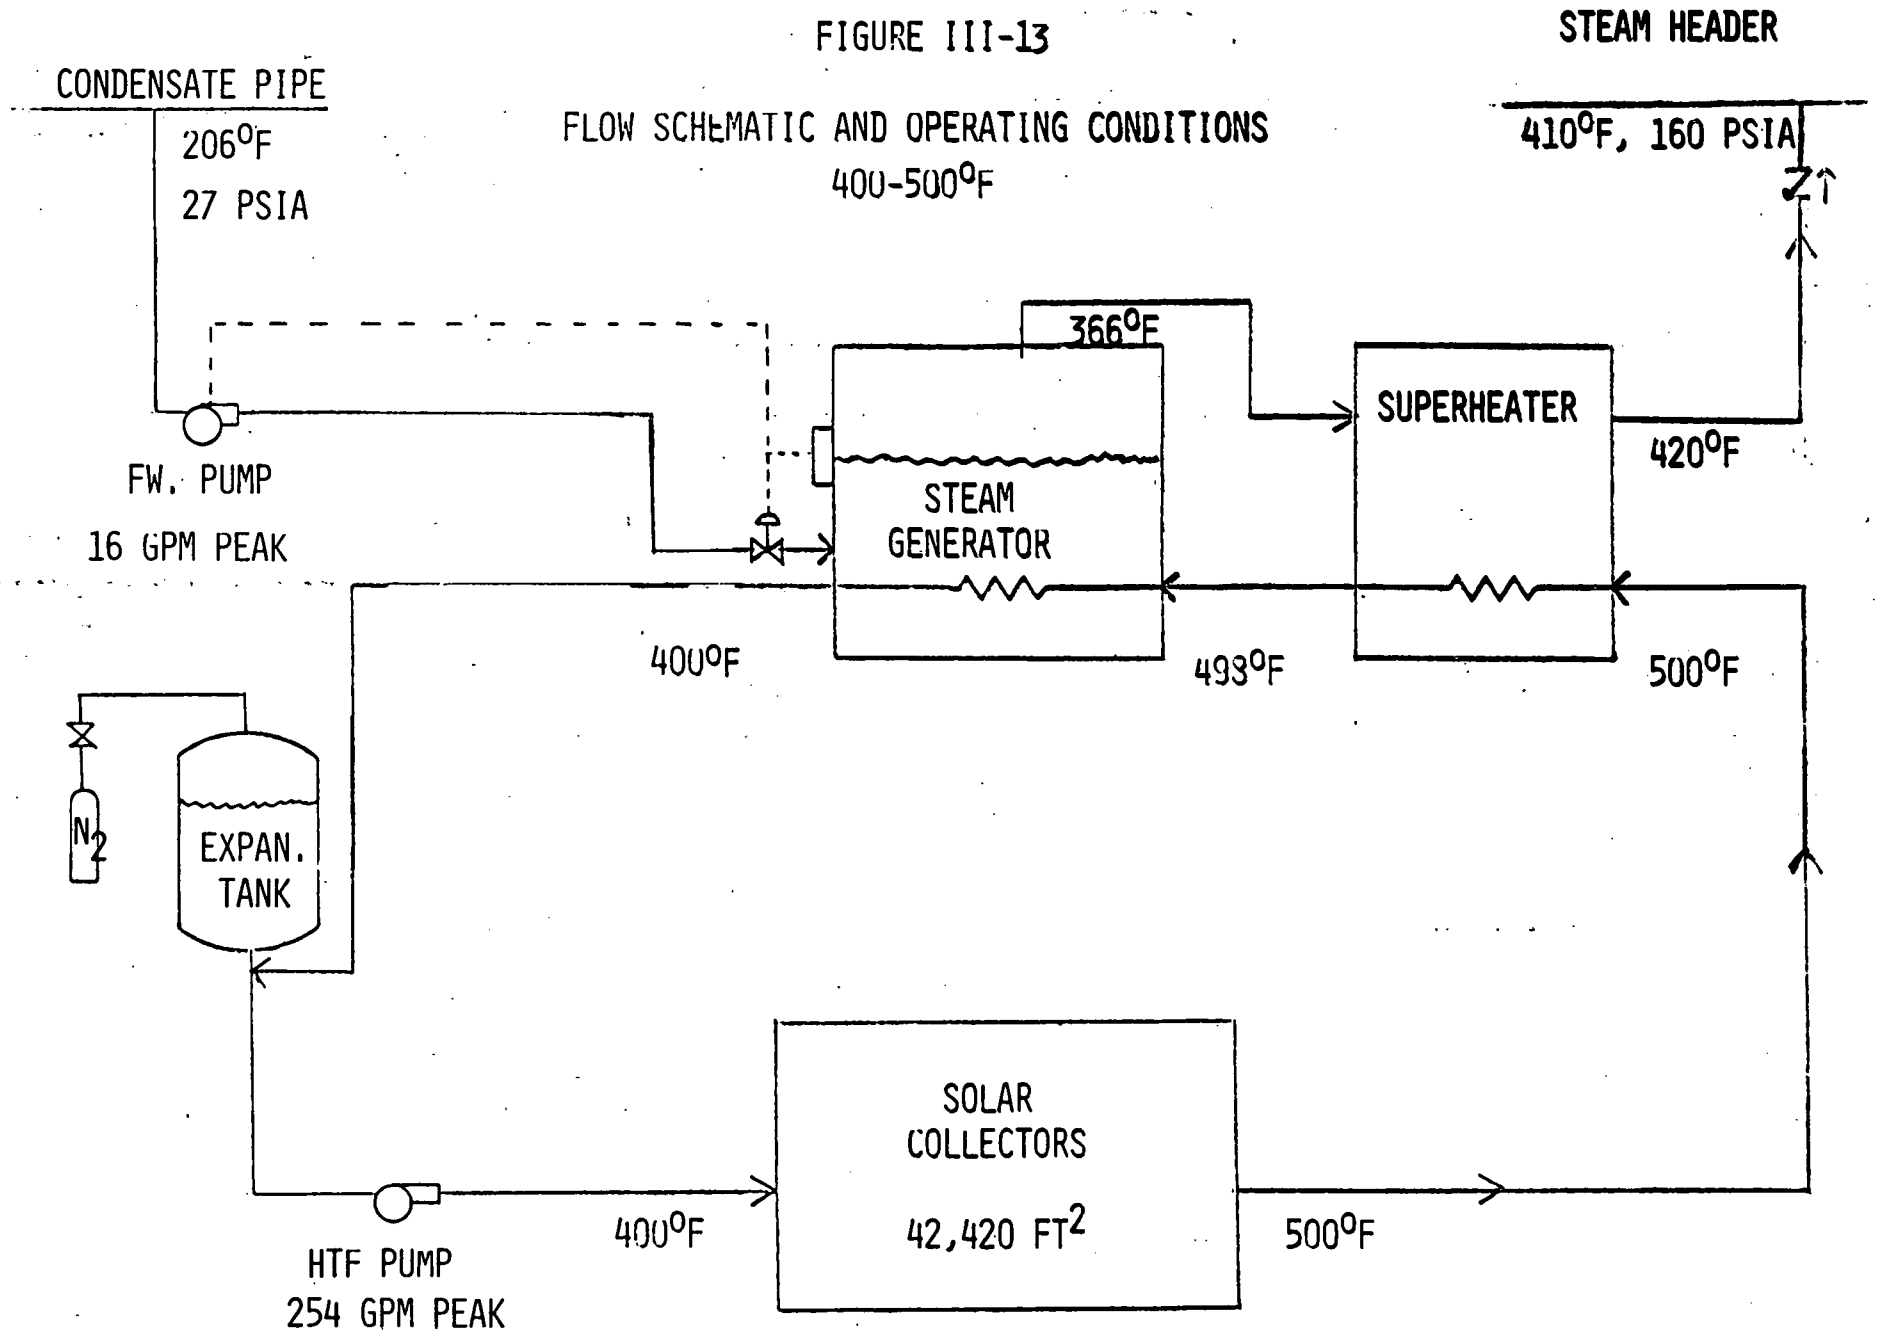 FIGURE III-13
STEAM HEADER
CONDENSATE PIPE
FLOW SCHEMATIC AND OPERATING CONDITIONS
400-500°F
206°F
27 PSIA
410°F, 160 PSIA
366°F
SUPERHEATER
420°F
FW. PUMP
16 GPM PEAK
STEAM
GENERATOR
400°F
498°F
500°F
N2
EXPAN.
TANK
SOLAR
COLLECTORS
42,420 FT²
400°F
500°F
HTF PUMP
254 GPM PEAK